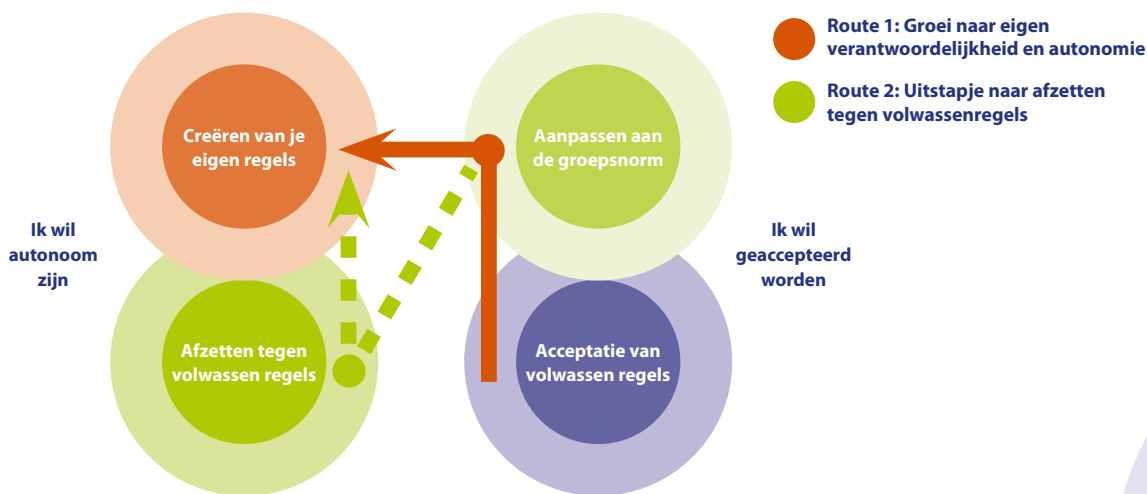 Route 1: Groei naar eigen
verantwoordelijkheid en autonomie
Route 2: Uitstapje naar afzetten
tegen volwassenregels
Creëren van je
eigen regels
Aanpassen aan
de groepsnorm
Ik wil
autonoom
zijn
Ik wil
geaccepteerd
worden
Afzetten tegen
volwassen regels
Acceptatie van
volwassen regels